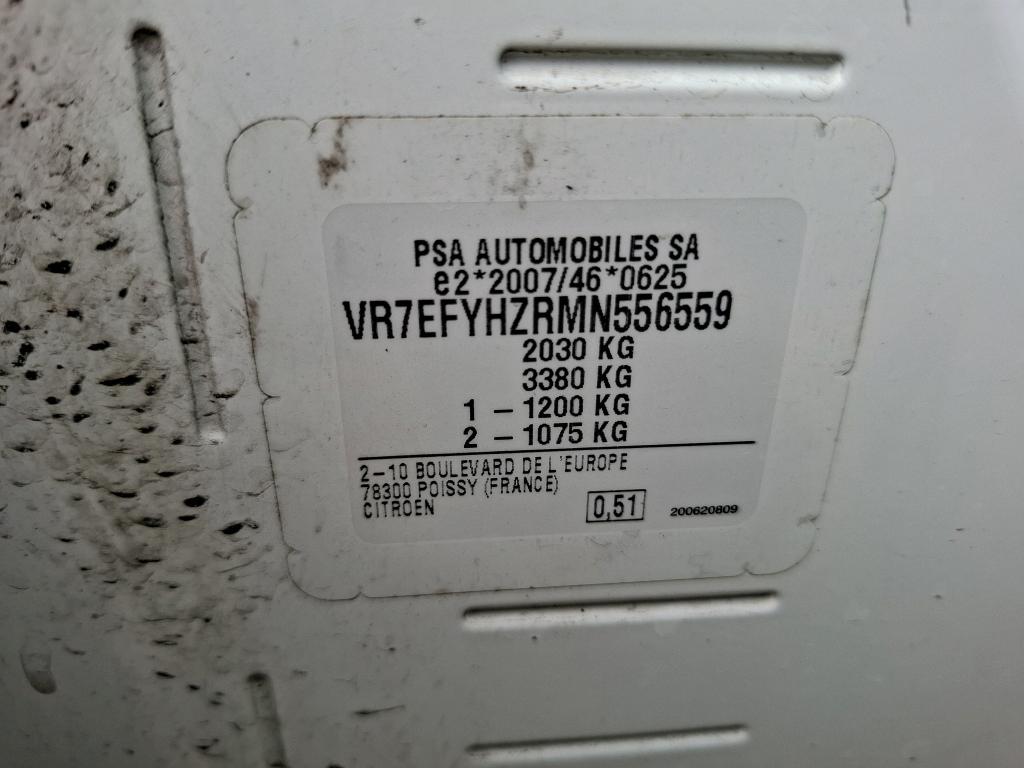 PSA AUTOMOBILES SA
e2*2007/46*0625
VR7EFYHZRMN556559
2030 KG
3380 KG
1 – 1200 KG
2 – 1075 KG
2–10 BOULEVARD DE L'EUROPE
78300 POISSY (FRANCE)
CITROEN
0,51
200620809